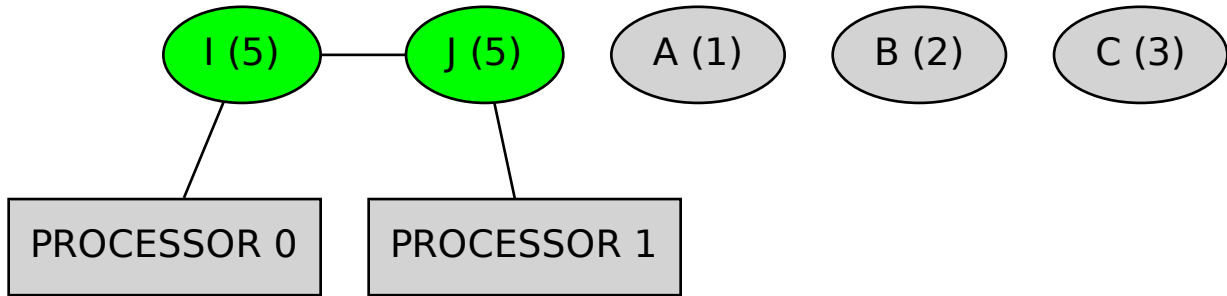 I (5)
J (5)
A (1)
B (2)
C (3)
PROCESSOR 0
PROCESSOR 1